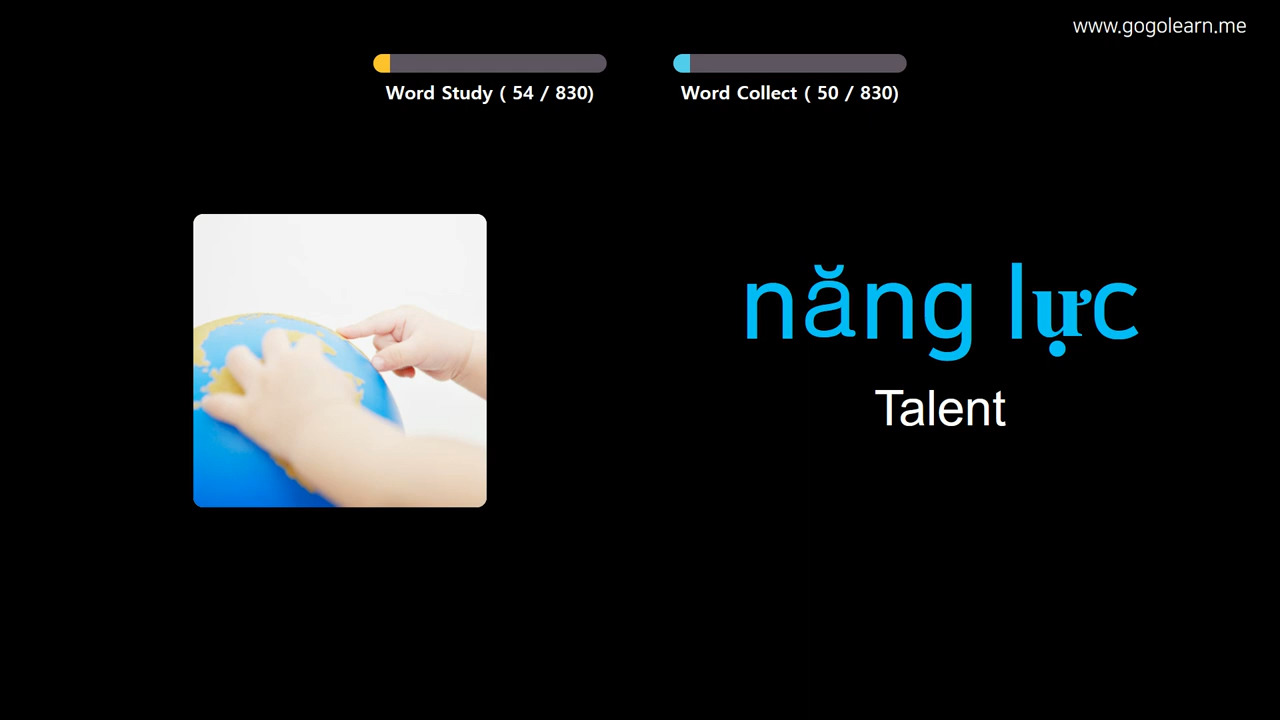 www.gogolearn.me
Word Study ( 54 / 830)
Word Collect ( 50 / 830)
năng lực
Talent